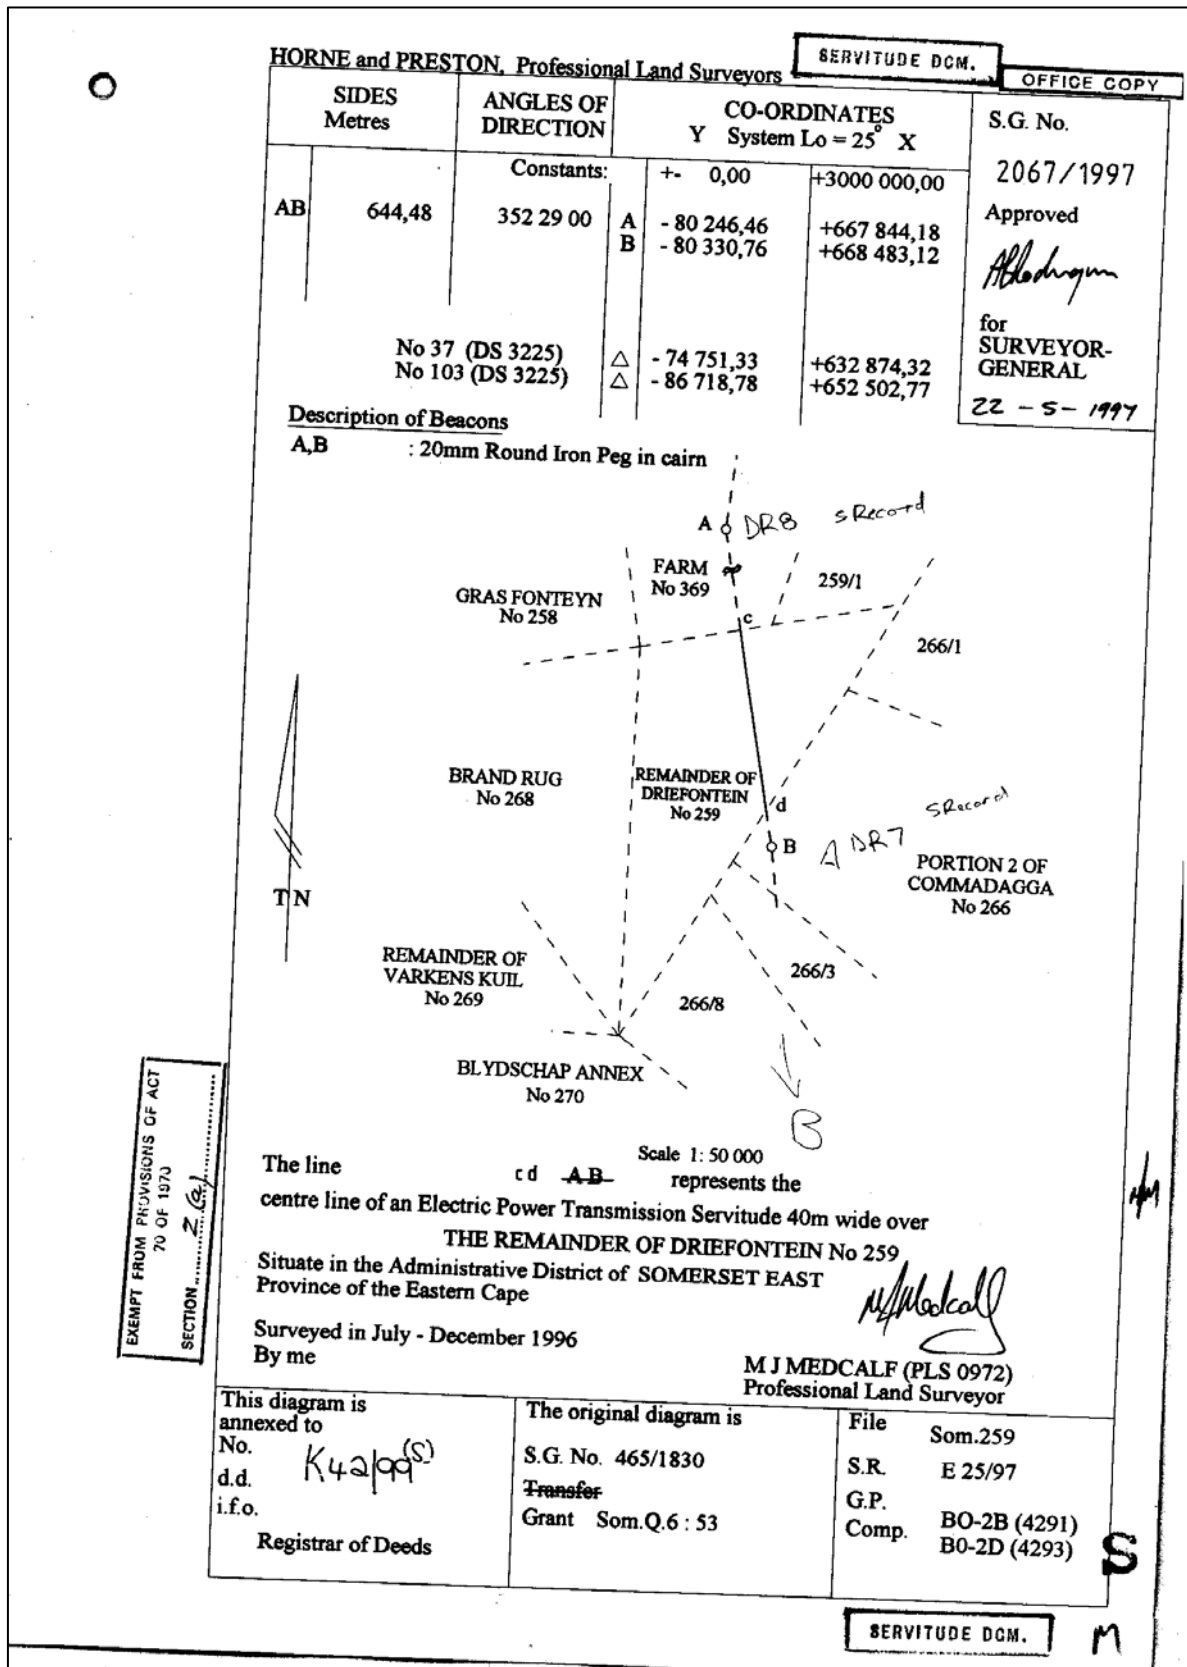 SERVITUDE DGM.
OFFICE COPY
HORNE and PRESTON, Professional Land Surveyors
SIDES
Metres
ANGLES OF
DIRECTION
CO-ORDINATES
Y System Lo = 25° X
S.G. No.
2067/1997
Approved
for
SURVEYOR-
GENERAL
22 - 5 - 1997
Constants: +- 0,00 +3000 000,00
AB 644,48 352 29 00 A - 80 246,46 +667 844,18
B - 80 330,76 +668 483,12
No 37 (DS 3225) △ - 74 751,33 +632 874,32
No 103 (DS 3225) △ - 86 718,78 +652 502,77
Description of Beacons
A,B : 20mm Round Iron Peg in cairn
A DR8 s Record
FARM
No 369
259/1
GRAS FONTEYN
No 258
c
266/1
BRAND RUG
No 268
REMAINDER OF
DRIEFONTEIN
No 259
d
SRecord
B
DR7
PORTION 2 OF
COMMADAGGA
No 266
TN
REMAINDER OF
VARKENS KUIL
No 269
266/3
266/8
BLYDSCHAP ANNEX
No 270
B
Scale 1: 50 000
The line c d AB represents the
centre line of an Electric Power Transmission Servitude 40m wide over
THE REMAINDER OF DRIEFONTEIN No 259
Situate in the Administrative District of SOMERSET EAST
Province of the Eastern Cape
Surveyed in July - December 1996
By me
MJMedcalf
M J MEDCALF (PLS 0972)
Professional Land Surveyor
EXEMPT FROM PROVISIONS OF ACT
70 OF 1970
SECTION 2(a)
This diagram is
annexed to
No. K42/99(S)
d.d.
i.f.o.
Registrar of Deeds
The original diagram is
S.G. No. 465/1830
Transfer
Grant Som.Q.6 : 53
File Som.259
S.R. E 25/97
G.P.
Comp. BO-2B (4291)
B0-2D (4293)
S
SERVITUDE DGM.
M